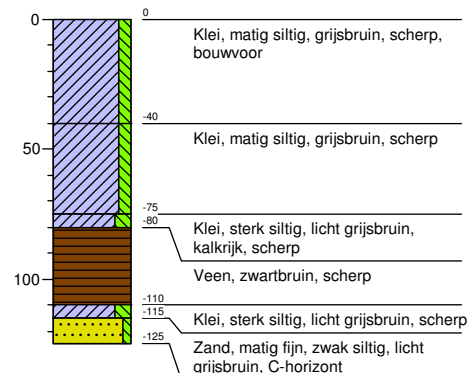 0
0
Klei, matig siltig, grijsbruin, scherp,
bouwvoor
-40
Klei, matig siltig, grijsbruin, scherp
50
-75
-80
Klei, sterk siltig, licht grijsbruin,
kalkrijk, scherp
Veen, zwartbruin, scherp
100
-110
-115
Klei, sterk siltig, licht grijsbruin, scherp
-125
Zand, matig fijn, zwak siltig, licht
grijsbruin, C-horizont